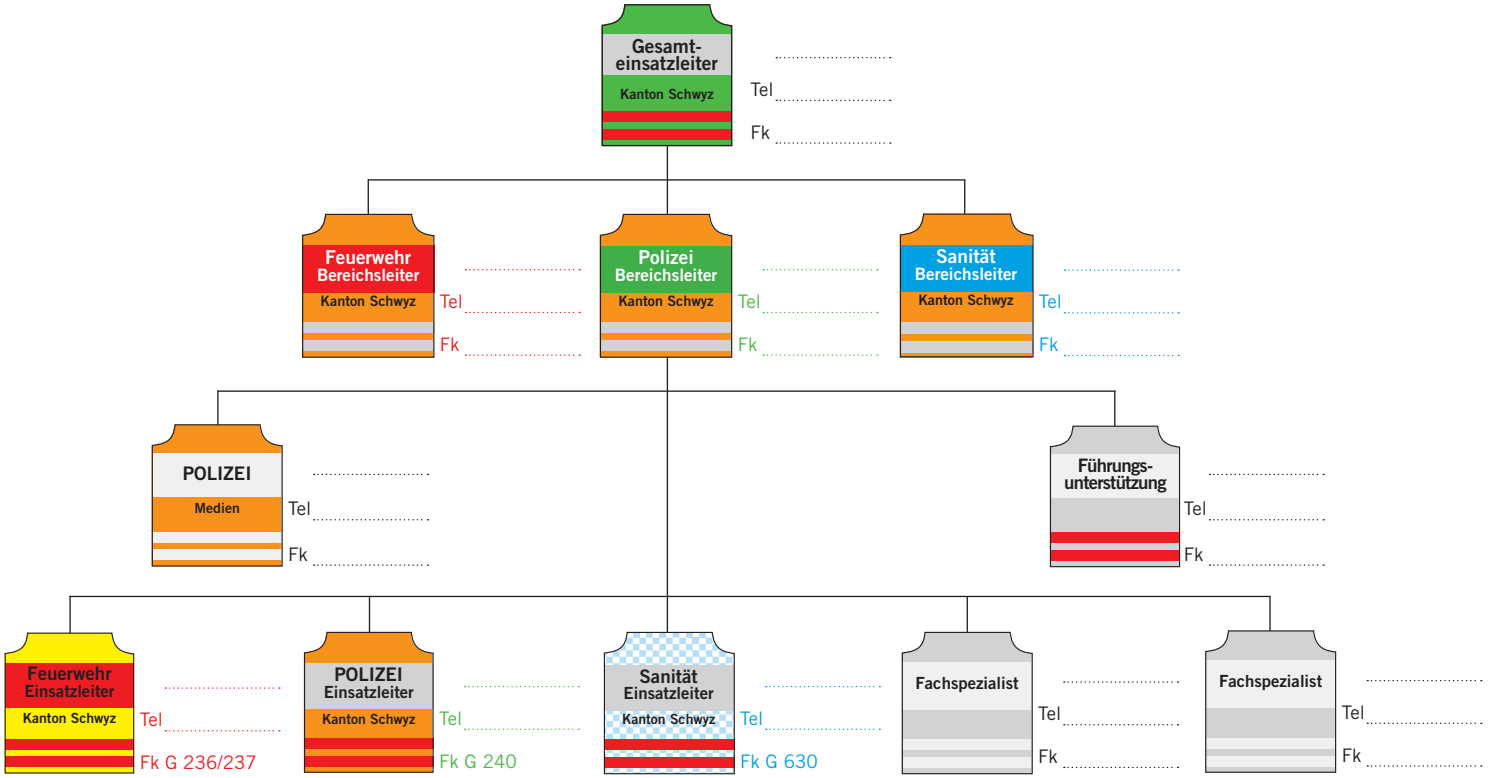 Gesamt-
einsatzleiter
Kanton Schwyz
Tel
Fk
Feuerwehr
Bereichsleiter
Kanton Schwyz
Tel
Fk
Polizei
Bereichsleiter
Kanton Schwyz
Tel
Fk
Sanität
Bereichsleiter
Kanton Schwyz
Tel
Fk
POLIZEI
Medien
Tel
Fk
Führungs-
unterstützung
Tel
Fk
Feuerwehr
Einsatzleiter
Kanton Schwyz
Tel
Fk G 236/237
POLIZEI
Einsatzleiter
Kanton Schwyz
Tel
Fk G 240
Sanität
Einsatzleiter
Kanton Schwyz
Tel
Fk G 630
Fachspezialist
Tel
Fk
Fachspezialist
Tel
Fk